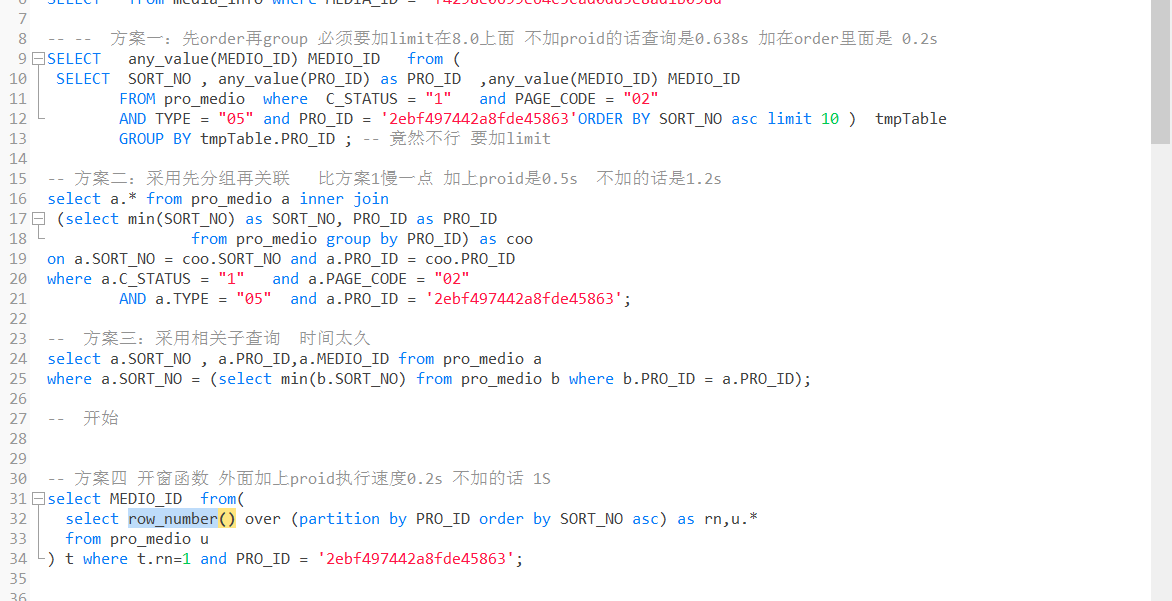 6 SELECT from media_info where MEDIA_ID =
7
8 -- -- 方案一：先order再group 必须要加limit在8.0上面 不加proid的话查询是0.638s 加在order里面是 0.2s
9 SELECT any_value(MEDIO_ID) MEDIO_ID from (
10 SELECT SORT_NO , any_value(PRO_ID) as PRO_ID ,any_value(MEDIO_ID) MEDIO_ID
11 FROM pro_medio where C_STATUS = "1" and PAGE_CODE = "02"
12 AND TYPE = "05" and PRO_ID = '2ebf497442a8fde45863'ORDER BY SORT_NO asc limit 10 ) tmpTable
13 GROUP BY tmpTable.PRO_ID ; -- 竟然不行 要加limit
14
15 -- 方案二：采用先分组再关联 比方案1慢一点 加上proid是0.5s 不加的话是1.2s
16 select a.* from pro_medio a inner join
17 (select min(SORT_NO) as SORT_NO, PRO_ID as PRO_ID
18 from pro_medio group by PRO_ID) as coo
19 on a.SORT_NO = coo.SORT_NO and a.PRO_ID = coo.PRO_ID
20 where a.C_STATUS = "1" and a.PAGE_CODE = "02"
21 AND a.TYPE = "05" and a.PRO_ID = '2ebf497442a8fde45863';
22
23 -- 方案三：采用相关子查询 时间太久
24 select a.SORT_NO , a.PRO_ID,a.MEDIO_ID from pro_medio a
25 where a.SORT_NO = (select min(b.SORT_NO) from pro_medio b where b.PRO_ID = a.PRO_ID);
26
27 -- 开始
28
29
30 -- 方案四 开窗函数 外面加上proid执行速度0.2s 不加的话 1S
31 select MEDIO_ID from(
32 select row_number() over (partition by PRO_ID order by SORT_NO asc) as rn,u.*
33 from pro_medio u
34 ) t where t.rn=1 and PRO_ID = '2ebf497442a8fde45863';
35
36